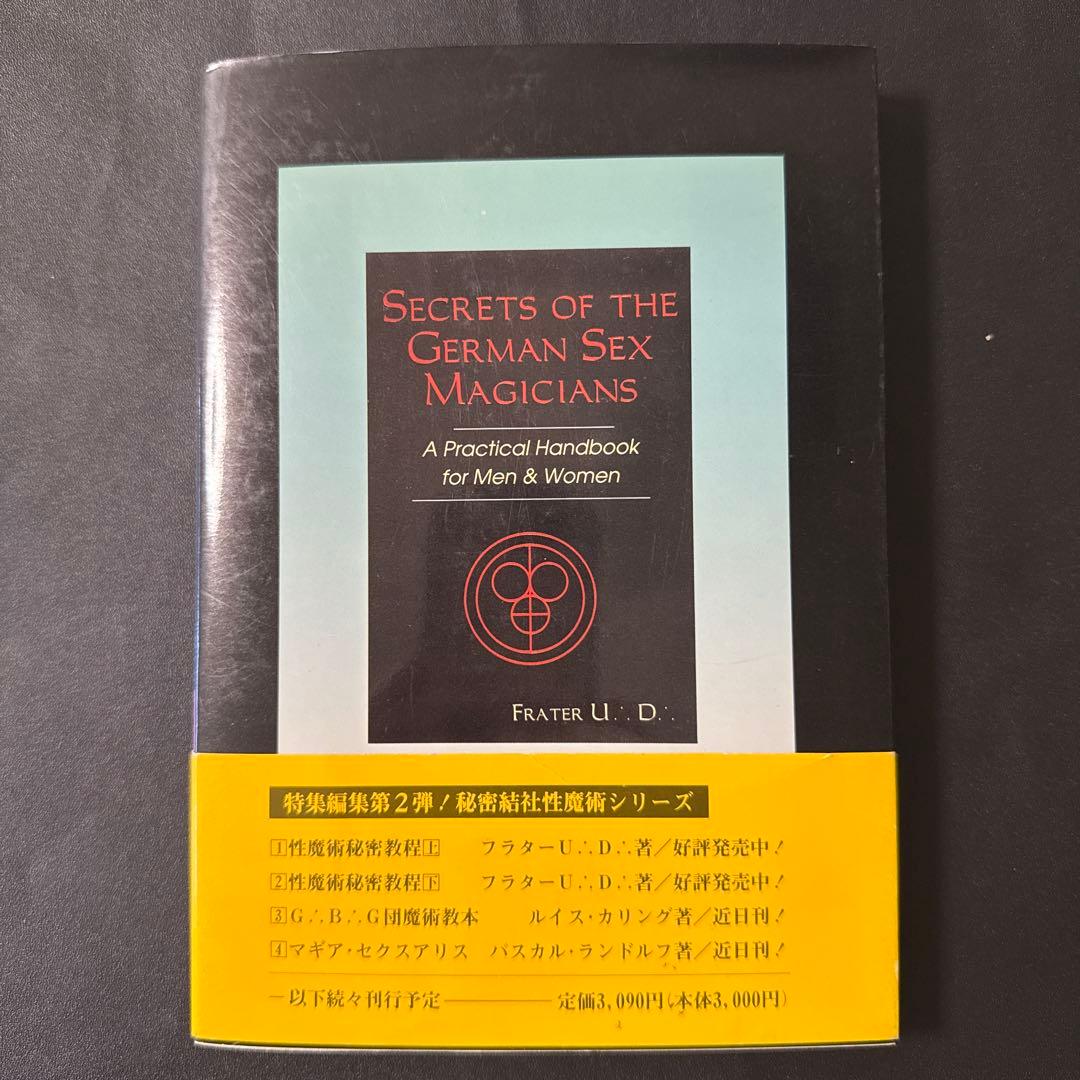 SECRETS OF THE
GERMAN SEX
MAGICIANS
A Practical Handbook
for Men & Women
FRATER U∴D∴
特集編集第2弾！秘密結社性魔術シリーズ
1性魔術秘密教程上 フラターU∴D∴著／好評発売中！
2性魔術秘密教程下 フラターU∴D∴著／好評発売中！
3G∴B∴G団魔術教本 ルイス・カリング著／近日刊！
4マギア・セクスアリス パスカル・ランドルフ著／近日刊！
―以下続々刊行予定――― 定価3,090円(本体3,000円)